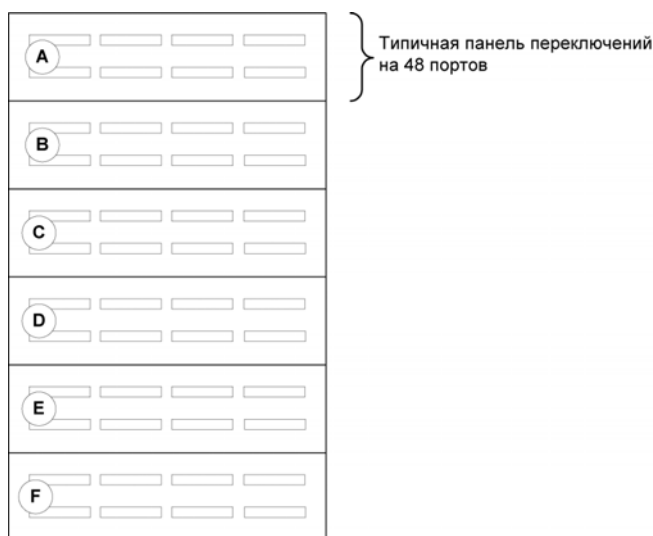 A
Типичная панель переключений
на 48 портов
B
C
D
E
F